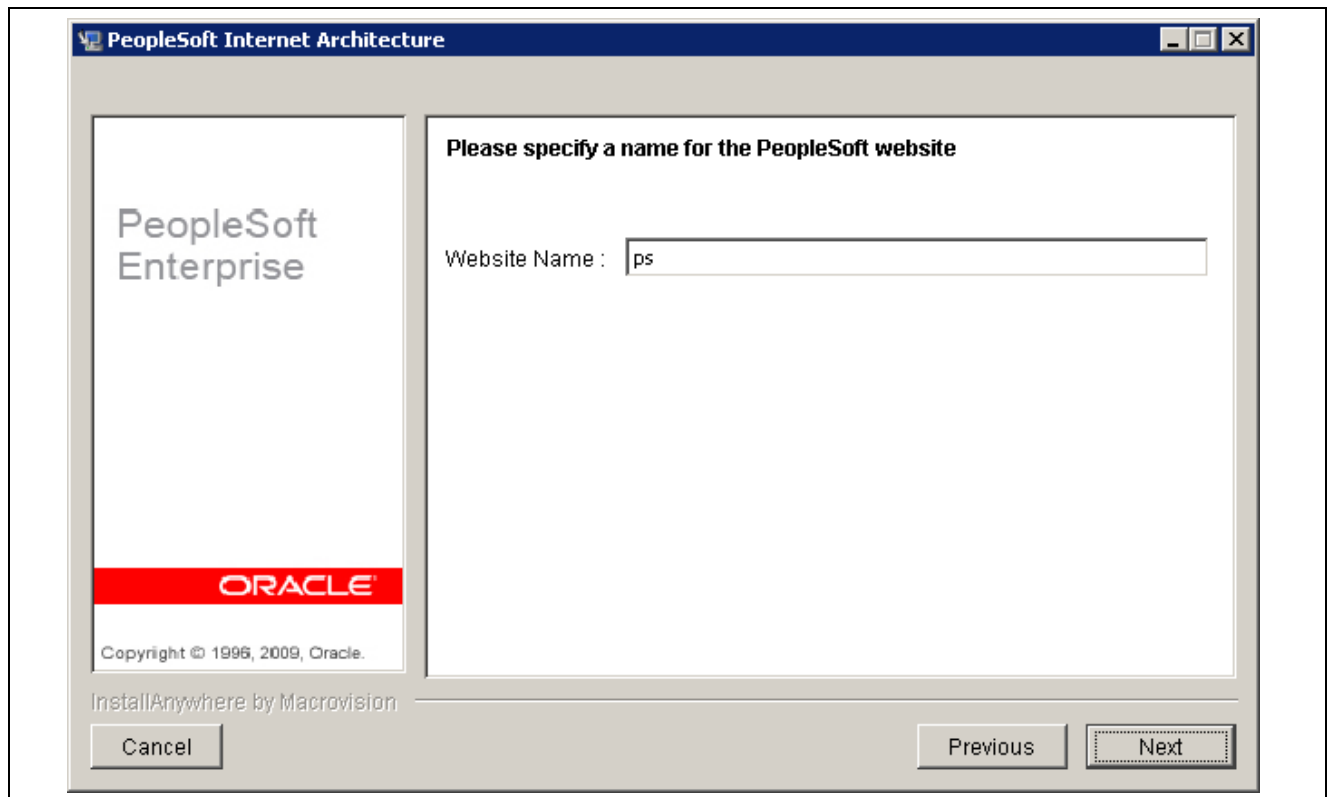 PeopleSoft Internet Architecture
Please specify a name for the PeopleSoft website
PeopleSoft
Enterprise
Website Name :
ps
ORACLE
Copyright © 1996, 2009, Oracle.
InstallAnywhere by Macrovision
Cancel
Previous
Next